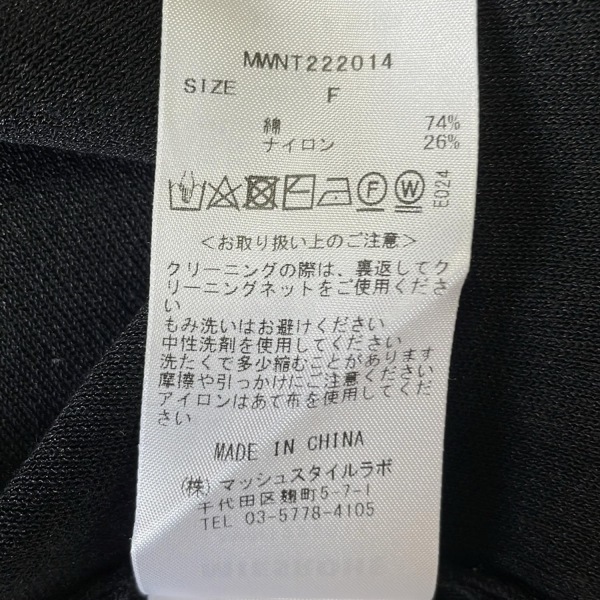 MWNT222014
SIZE F
綿 74%
ナイロン 26%
F W E024
<お取り扱い上のご注意>
クリーニングの際は、裏返してク
リーニングネットをご使用くださ
い
もみ洗いはお避けください
中性洗剤を使用してください
洗たくで多少縮むことがあります
摩擦や引っかけにご注意ください
アイロンはあて布を使用してくだ
さい
MADE IN CHINA
(株)マッシュスタイルラボ
千代田区麹町5-7-1
TEL 03-5778-4105